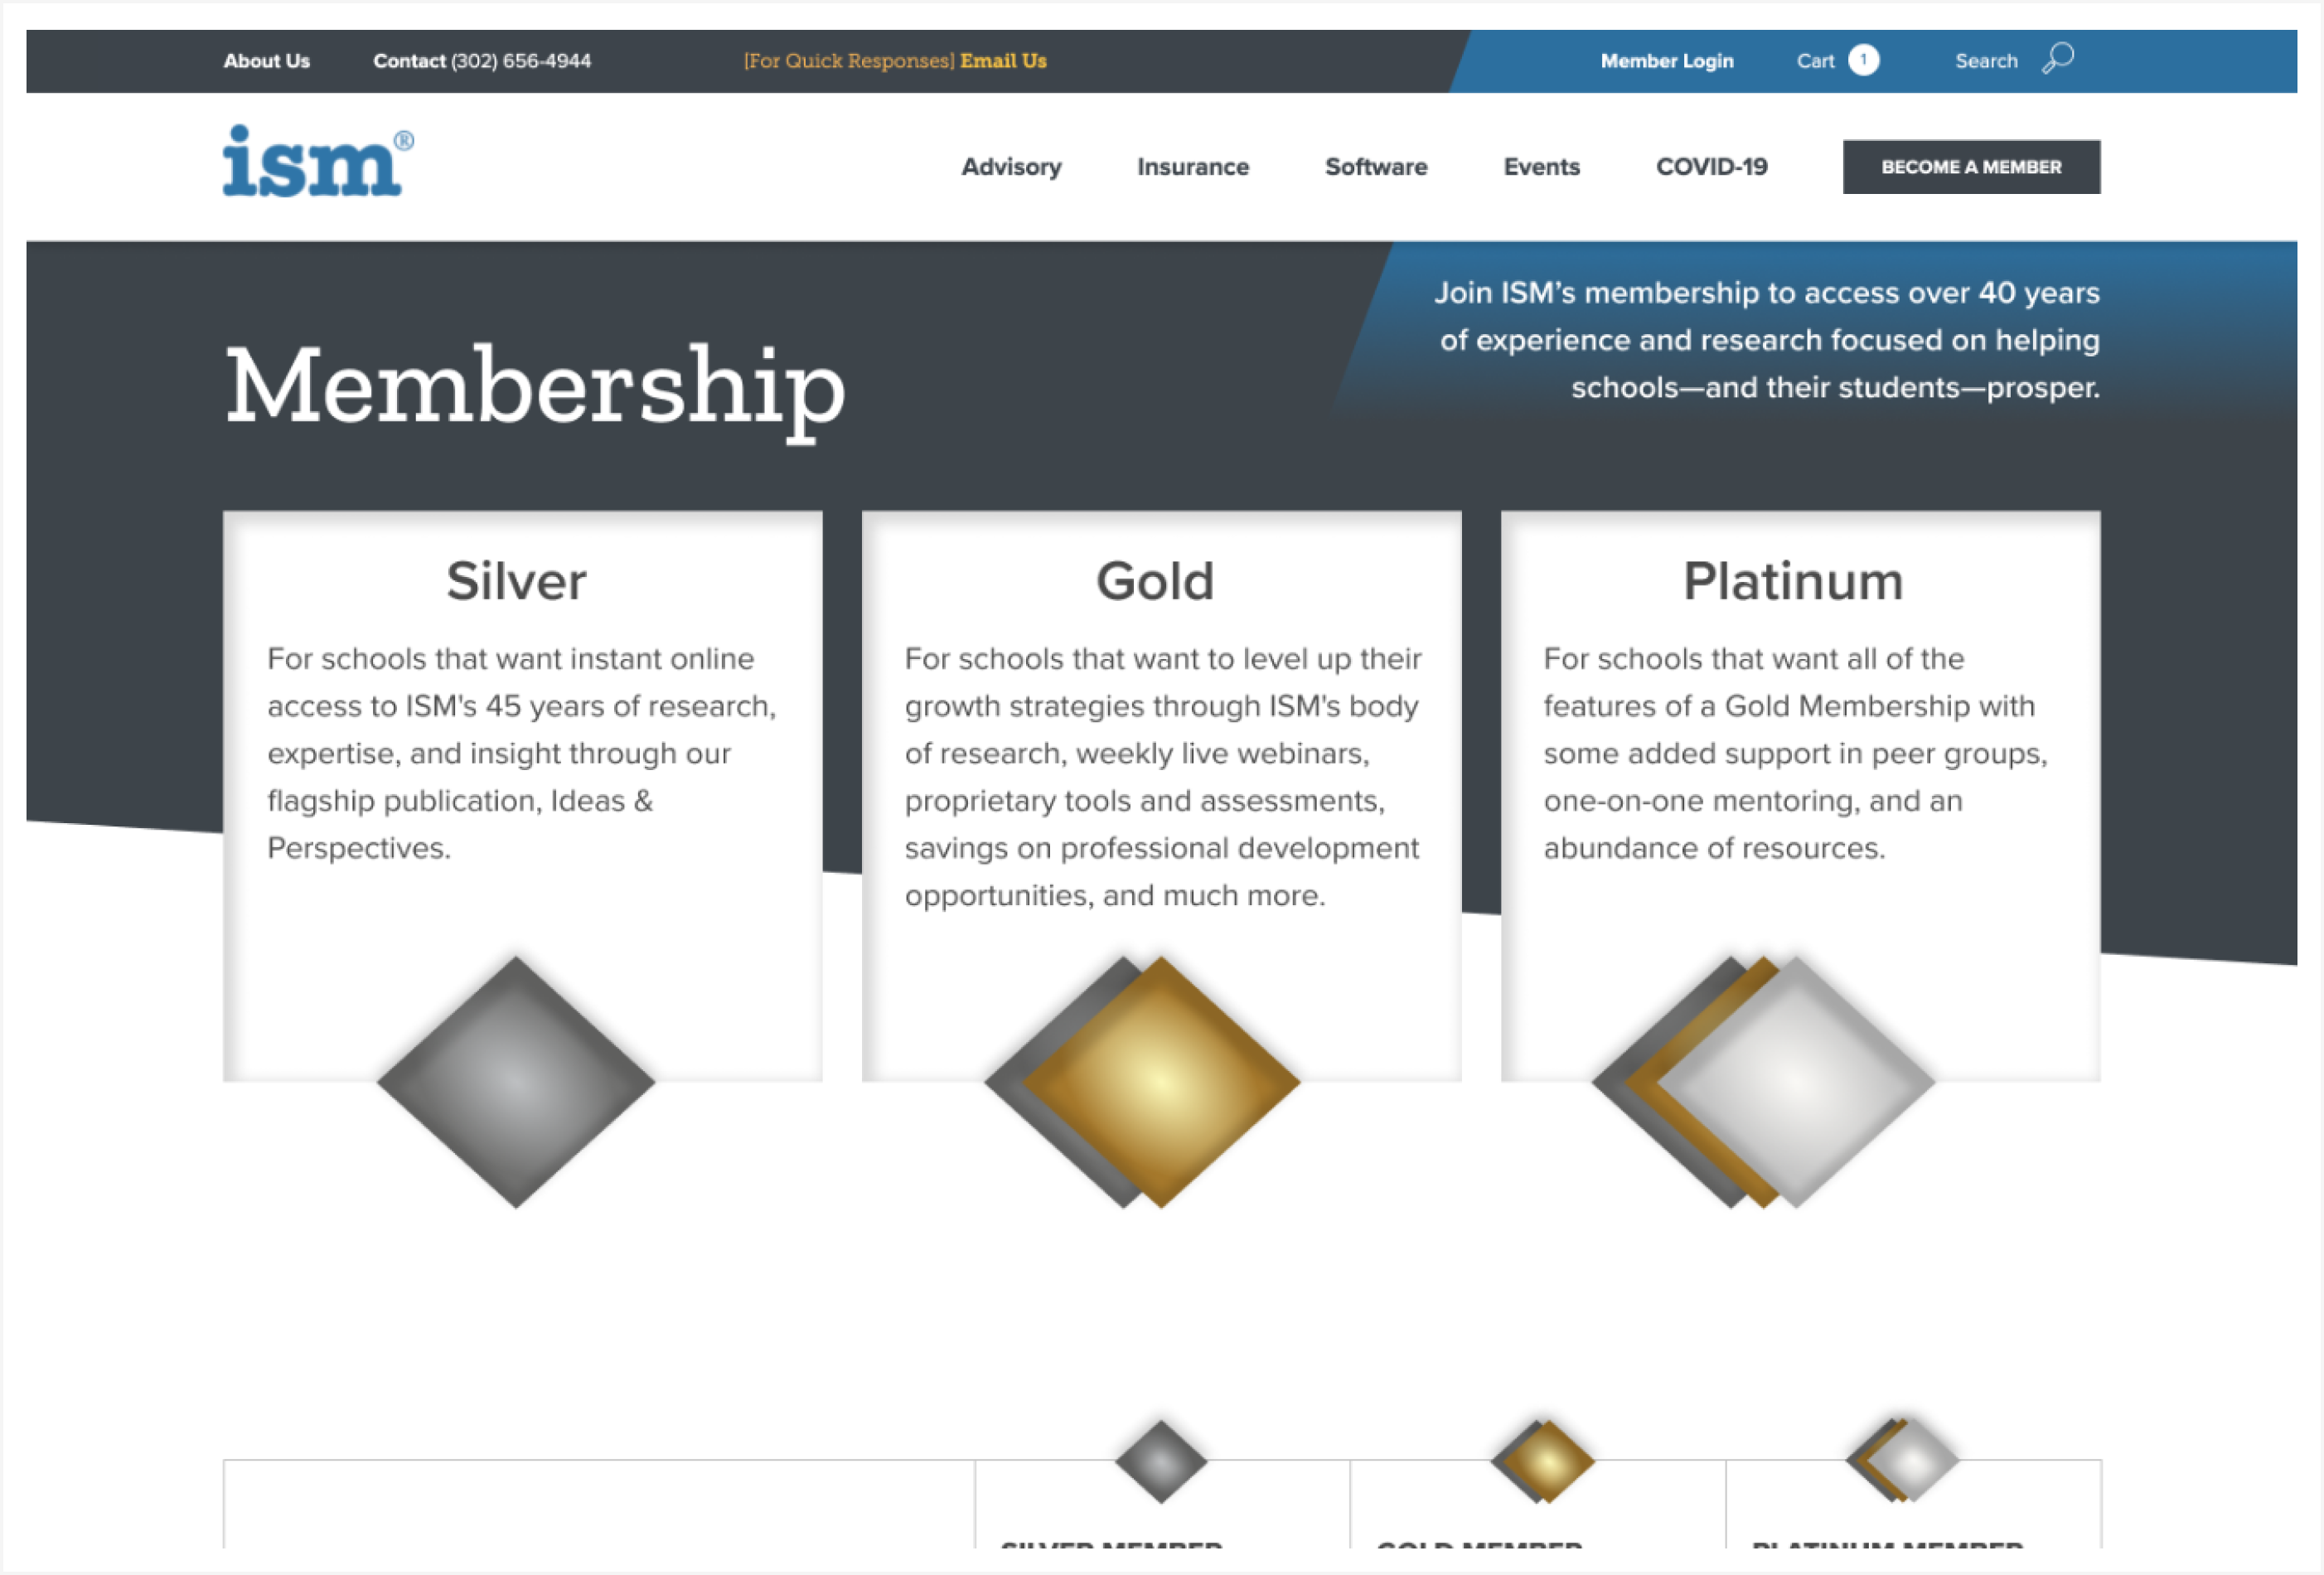 About Us Contact (302) 656-4944 [For Quick Responses] Email Us Member Login Cart 1 Search
ism®
Advisory Insurance Software Events COVID-19 BECOME A MEMBER
Join ISM’s membership to access over 40 years
of experience and research focused on helping
schools—and their students—prosper.
Membership
Silver
For schools that want instant online
access to ISM's 45 years of research,
expertise, and insight through our
flagship publication, Ideas &
Perspectives.
Gold
For schools that want to level up their
growth strategies through ISM's body
of research, weekly live webinars,
proprietary tools and assessments,
savings on professional development
opportunities, and much more.
Platinum
For schools that want all of the
features of a Gold Membership with
some added support in peer groups,
one-on-one mentoring, and an
abundance of resources.
SILVER MEMBER GOLD MEMBER PLATINUM MEMBER